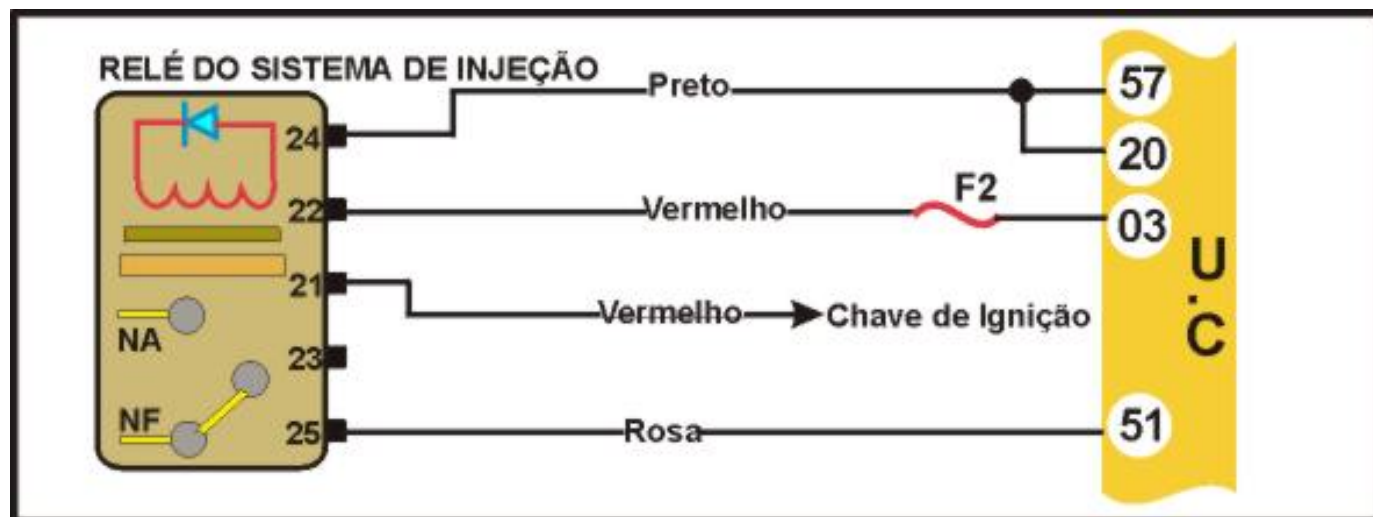 RELÉ DO SISTEMA DE INJEÇÃO
24 Preto 57
20
22 Vermelho F2 03
21 Vermelho Chave de Ignição
NA
23
NF
25 Rosa 51
U.C